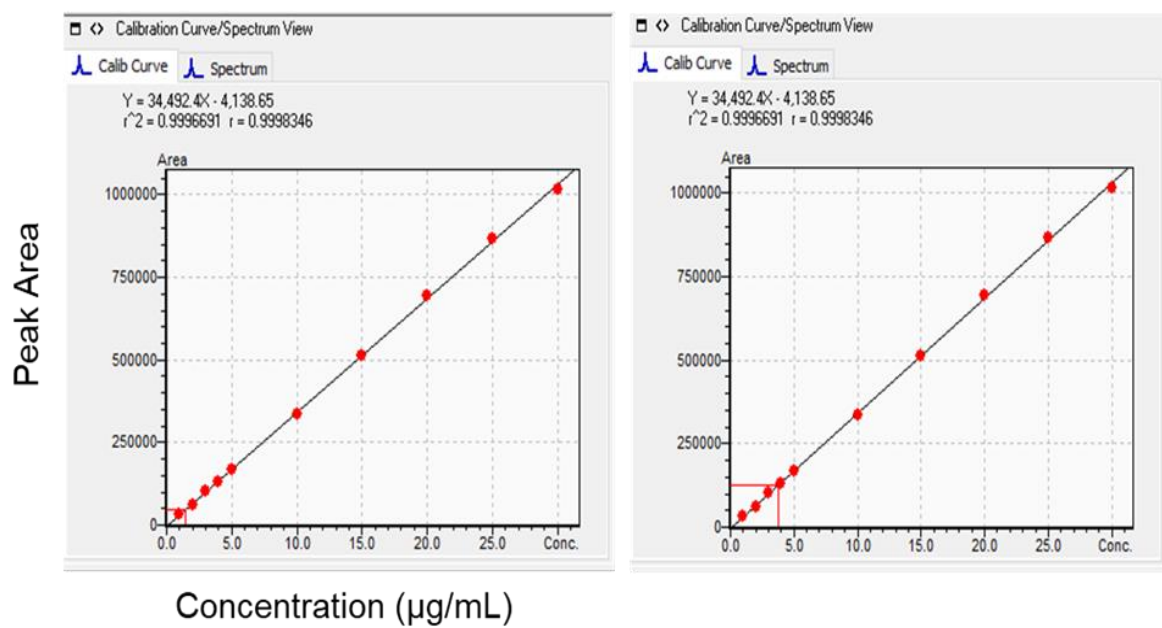 Calibration Curve/Spectrum View
Calib Curve Spectrum
Y = 34,492.4X - 4,138.65
r^2 = 0.9996691 r = 0.9998346
Area
1000000
750000
500000
250000
0
0.0 5.0 10.0 15.0 20.0 25.0 Conc.
Calibration Curve/Spectrum View
Calib Curve Spectrum
Y = 34,492.4X - 4,138.65
r^2 = 0.9996691 r = 0.9998346
Area
1000000
750000
500000
250000
0
0.0 5.0 10.0 15.0 20.0 25.0 Conc.
Peak Area
Concentration (µg/mL)